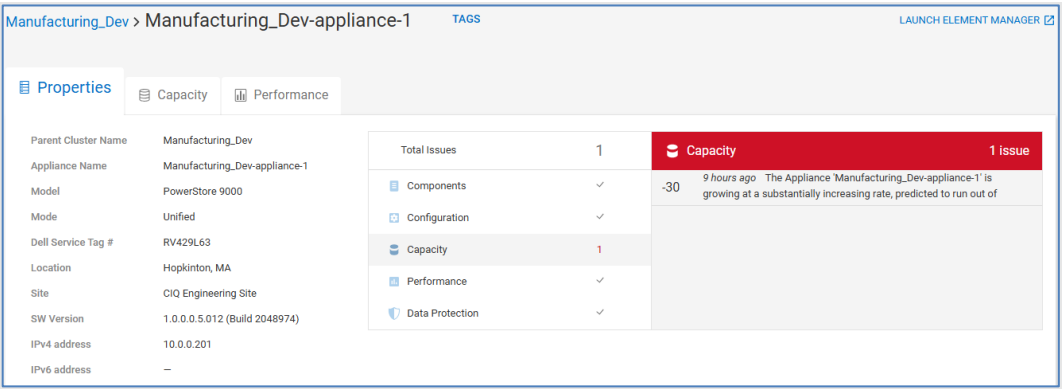 Manufacturing_Dev > Manufacturing_Dev-appliance-1 TAGS LAUNCH ELEMENT MANAGER
Properties Capacity Performance
Parent Cluster Name Manufacturing_Dev
Appliance Name Manufacturing_Dev-appliance-1
Model PowerStore 9000
Mode Unified
Dell Service Tag # RV429L63
Location Hopkinton, MA
Site CIQ Engineering Site
SW Version 1.0.0.0.5.012 (Build 2048974)
IPv4 address 10.0.0.201
IPv6 address –
Total Issues 1
Components
Configuration
Capacity 1
Performance
Data Protection
Capacity 1 issue
-30 9 hours ago The Appliance 'Manufacturing_Dev-appliance-1' is
growing at a substantially increasing rate, predicted to run out of